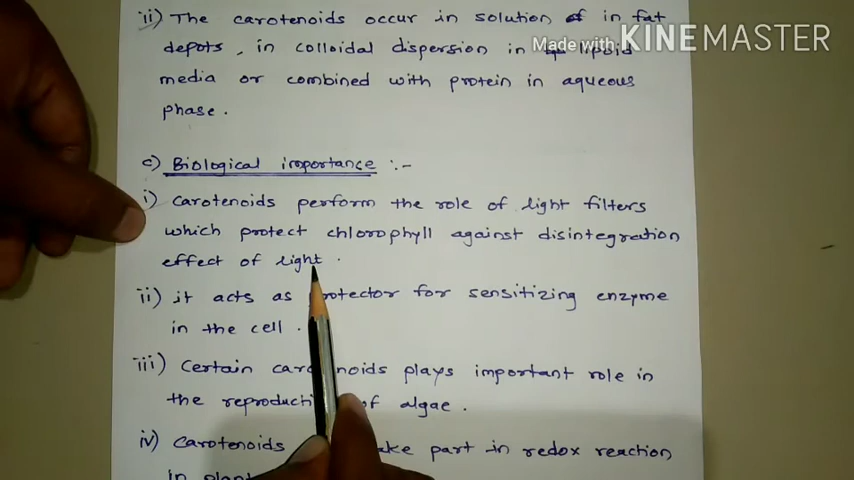 ii) The carotenoids occur in solution in fat
depots, in colloidal dispersion in lipoid
media or combined with protein in aqueous
phase.
Made with KINEMASTER
c) Biological importance :-
i) carotenoids perform the role of light filters
which protect chlorophyll against disintegration
effect of light.
ii) it acts as protector for sensitizing enzyme
in the cell.
iii) Certain carotenoids plays important role in
the reproduction of algae.
iv) carotenoids take part in redox reaction
in